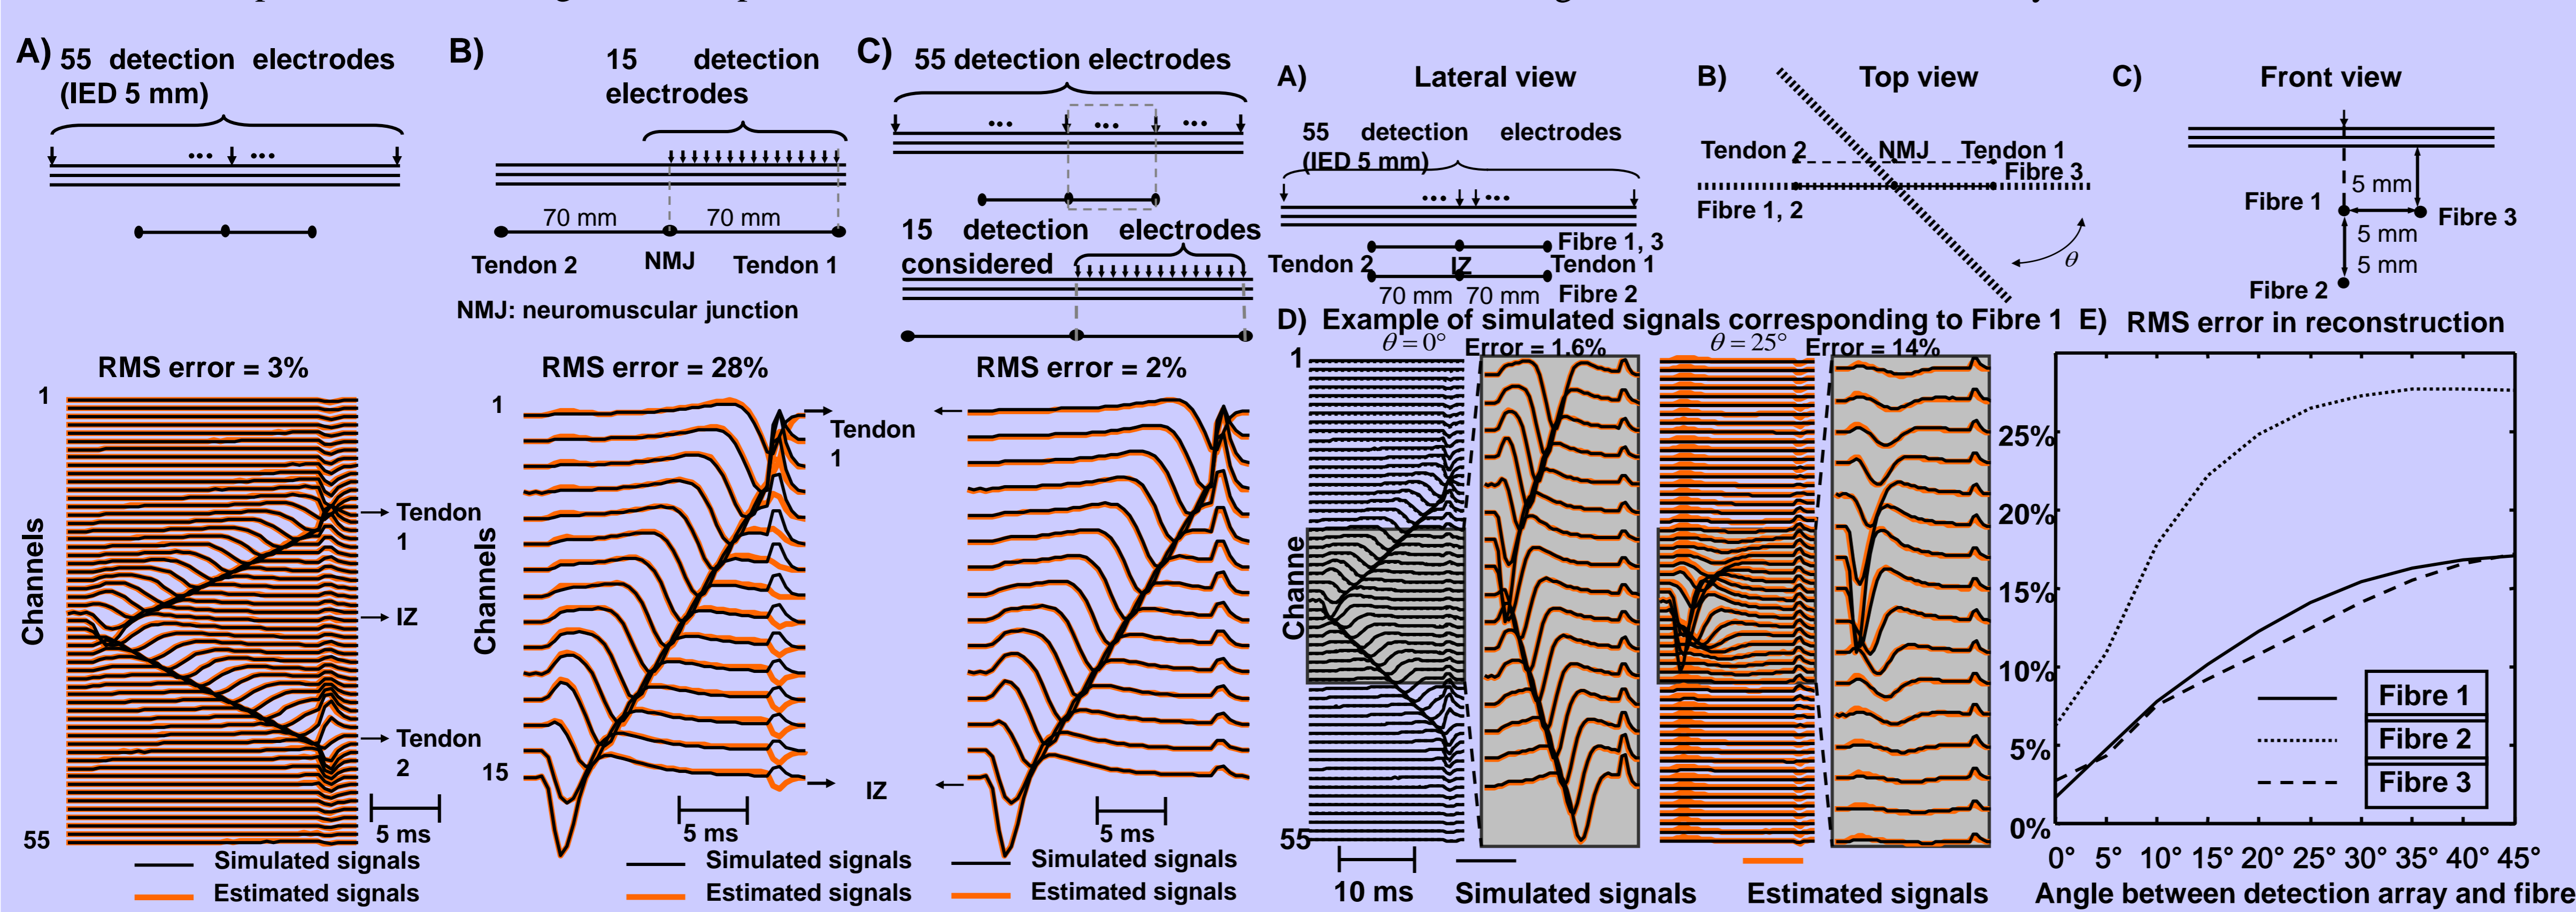 A) 55 detection electrodes
(IED 5 mm)
B) 15 detection
electrodes
70 mm 70 mm
Tendon 2 NMJ Tendon 1
NMJ: neuromuscular junction
C) 55 detection electrodes
15 detection electrodes
considered
RMS error = 3%
1
Channels
55
Tendon
1
IZ
Tendon
2
5 ms
Simulated signals
Estimated signals
RMS error = 28%
1
Channels
15
Tendon
1
IZ
5 ms
Simulated signals
Estimated signals
RMS error = 2%
5 ms
Simulated signals
Estimated signals
A) Lateral view
55 detection electrodes
(IED 5 mm)
Fibre 1, 3
Tendon 2 IZ Tendon 1
70 mm 70 mm Fibre 2
B) Top view
Tendon 2 NMJ Tendon 1
Fibre 3
Fibre 1, 2
θ
C) Front view
5 mm
Fibre 1 Fibre 3
5 mm
5 mm
Fibre 2
D) Example of simulated signals corresponding to Fibre 1
θ = 0° Error = 1.6% θ = 25° Error = 14%
1
Channel
55
10 ms
Simulated signals Estimated signals
E) RMS error in reconstruction
25%
20%
15%
10%
5%
0%
Fibre 1
Fibre 2
Fibre 3
0° 5° 10° 15° 20° 25° 30° 35° 40° 45°
Angle between detection array and fibre